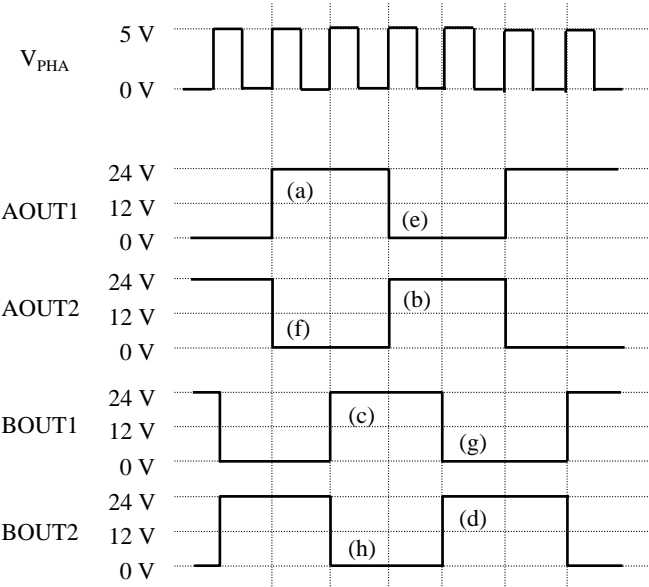 5 V
V_PHA
0 V
24 V
(a)
AOUT1
12 V
(e)
0 V
24 V
(b)
AOUT2
12 V
(f)
0 V
24 V
(c)
BOUT1
12 V
(g)
0 V
24 V
(d)
BOUT2
12 V
(h)
0 V